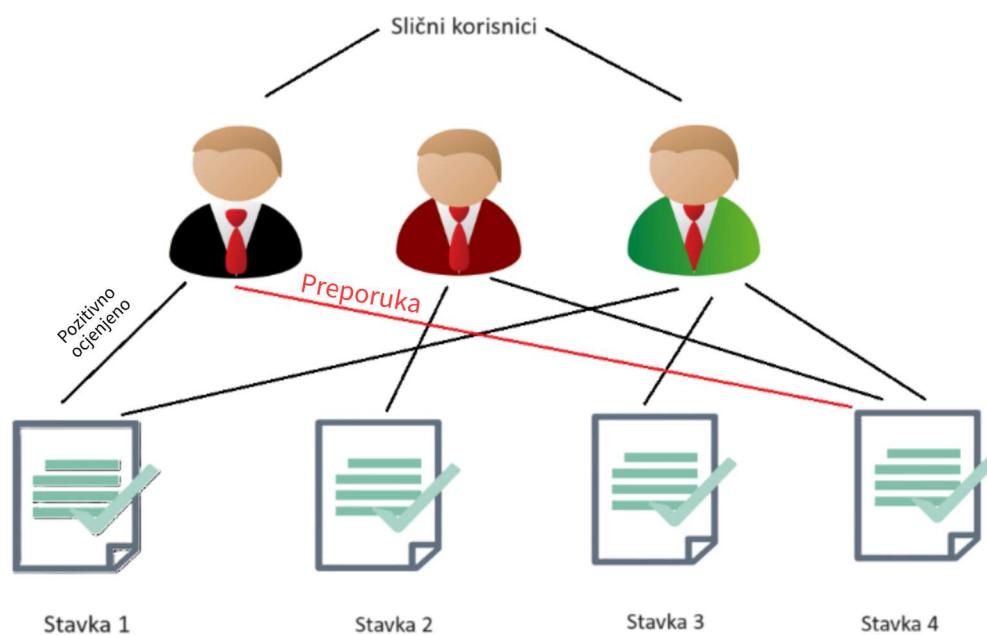 Slični korisnici
Preporuka
Pozitivno
ocjenjeno
Stavka 1
Stavka 2
Stavka 3
Stavka 4